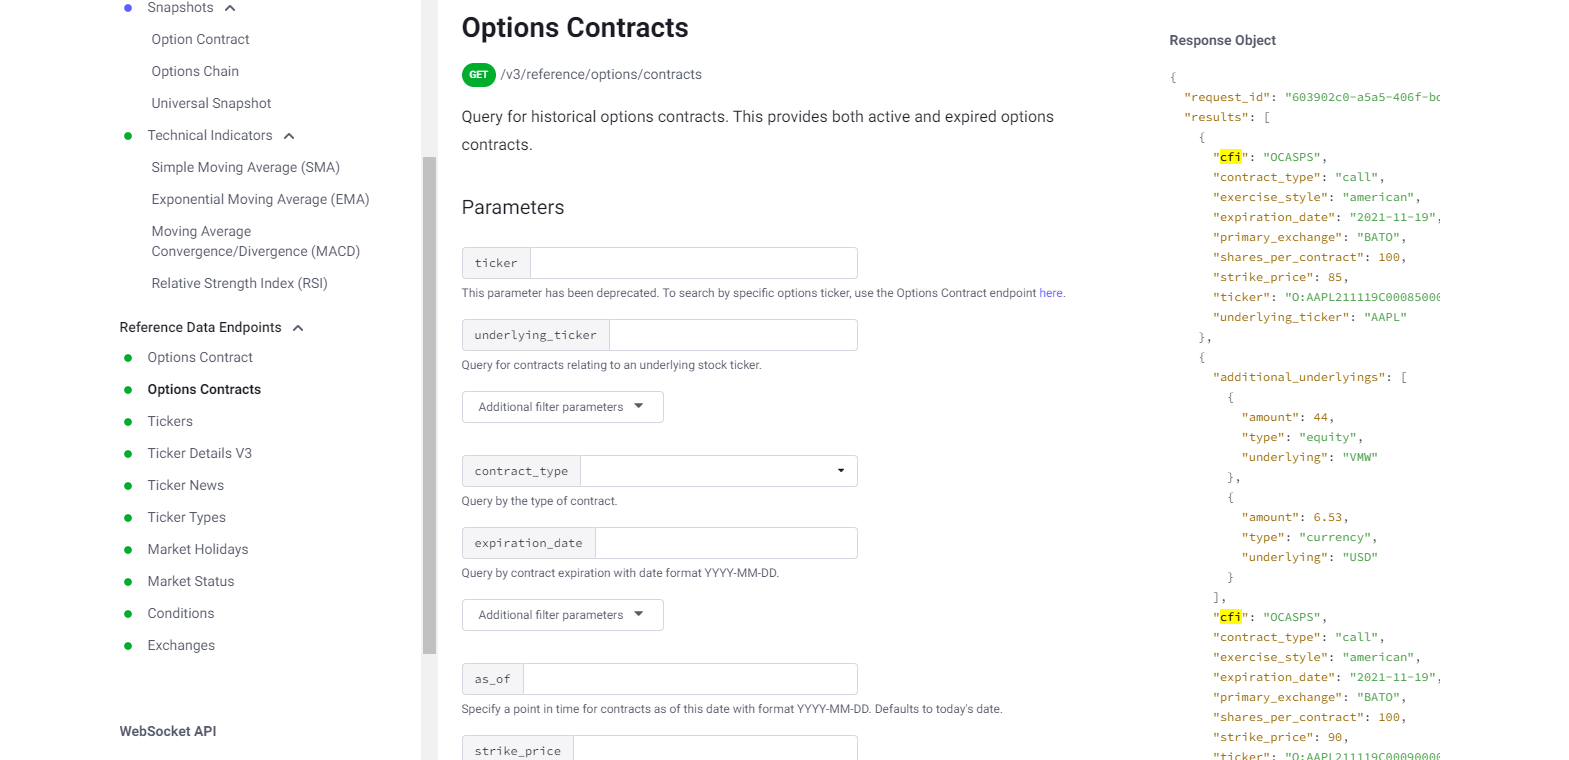 Snapshots
Option Contract
Options Chain
Universal Snapshot
Technical Indicators
Simple Moving Average (SMA)
Exponential Moving Average (EMA)
Moving Average
Convergence/Divergence (MACD)
Relative Strength Index (RSI)
Reference Data Endpoints
Options Contract
Options Contracts
Tickers
Ticker Details V3
Ticker News
Ticker Types
Market Holidays
Market Status
Conditions
Exchanges
WebSocket API
Options Contracts
GET /v3/reference/options/contracts
Query for historical options contracts. This provides both active and expired options
contracts.
Parameters
ticker
This parameter has been deprecated. To search by specific options ticker, use the Options Contract endpoint here.
underlying_ticker
Query for contracts relating to an underlying stock ticker.
Additional filter parameters
contract_type
Query by the type of contract.
expiration_date
Query by contract expiration with date format YYYY-MM-DD.
Additional filter parameters
as_of
Specify a point in time for contracts as of this date with format YYYY-MM-DD. Defaults to today's date.
strike_price
Response Object
{
"request_id": "603902c0-a5a5-406f-bd
"results": [
{
"cfi": "OCASPS",
"contract_type": "call",
"exercise_style": "american",
"expiration_date": "2021-11-19",
"primary_exchange": "BATO",
"shares_per_contract": 100,
"strike_price": 85,
"ticker": "O:AAPL211119C00085000
"underlying_ticker": "AAPL"
},
{
"additional_underlyings": [
{
"amount": 44,
"type": "equity",
"underlying": "VMW"
},
{
"amount": 6.53,
"type": "currency",
"underlying": "USD"
}
],
"cfi": "OCASPS",
"contract_type": "call",
"exercise_style": "american",
"expiration_date": "2021-11-19",
"primary_exchange": "BATO",
"shares_per_contract": 100,
"strike_price": 90,
"ticker": "O:AAPL211119C00090000